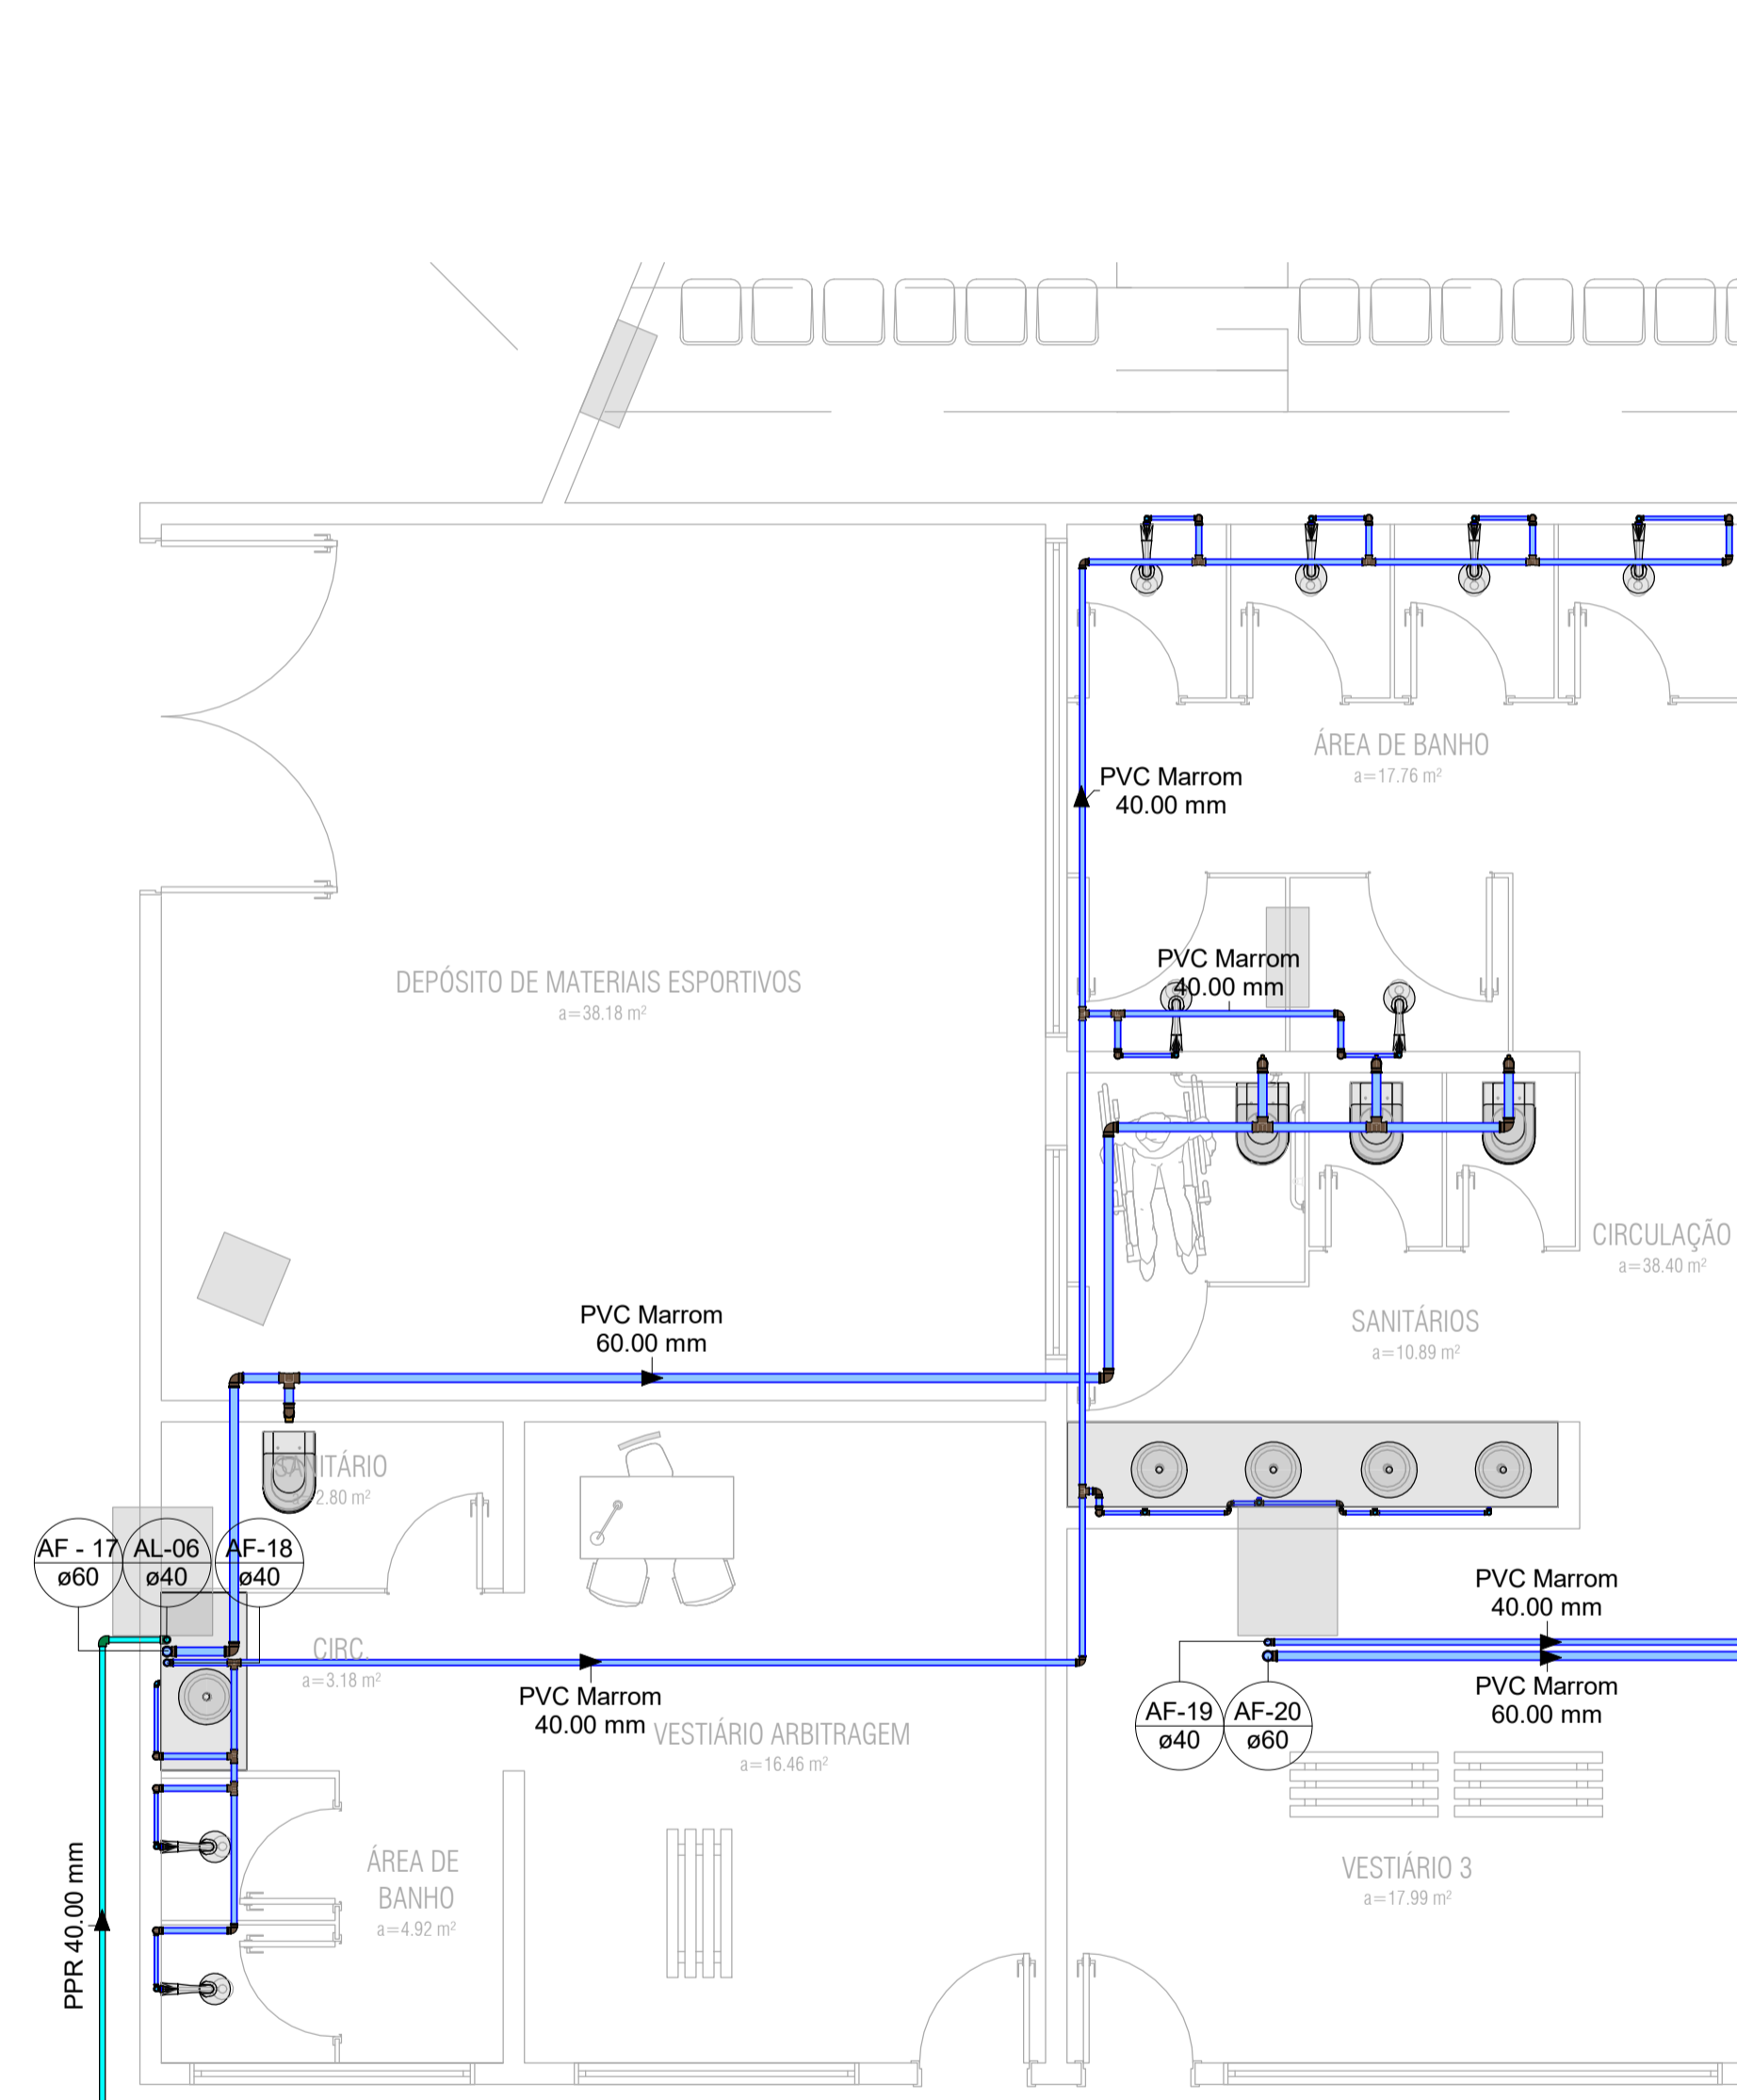 ÁREA DE BANHO
a=17.76 m²
PVC Marrom
40.00 mm
PVC Marrom
40.00 mm
DEPÓSITO DE MATERIAIS ESPORTIVOS
a=38.18 m²
CIRCULAÇÃO
a=38.40 m²
PVC Marrom
60.00 mm
SANITÁRIOS
a=10.89 m²
SANITÁRIO
a=2.80 m²
AF - 17
ø60
AL-06
ø40
AF-18
ø40
PVC Marrom
40.00 mm
CIRC.
a=3.18 m²
PVC Marrom
40.00 mm
VESTIÁRIO ARBITRAGEM
a=16.46 m²
AF-19
ø40
AF-20
ø60
PVC Marrom
60.00 mm
ÁREA DE
BANHO
a=4.92 m²
VESTIÁRIO 3
a=17.99 m²
PPR 40.00 mm